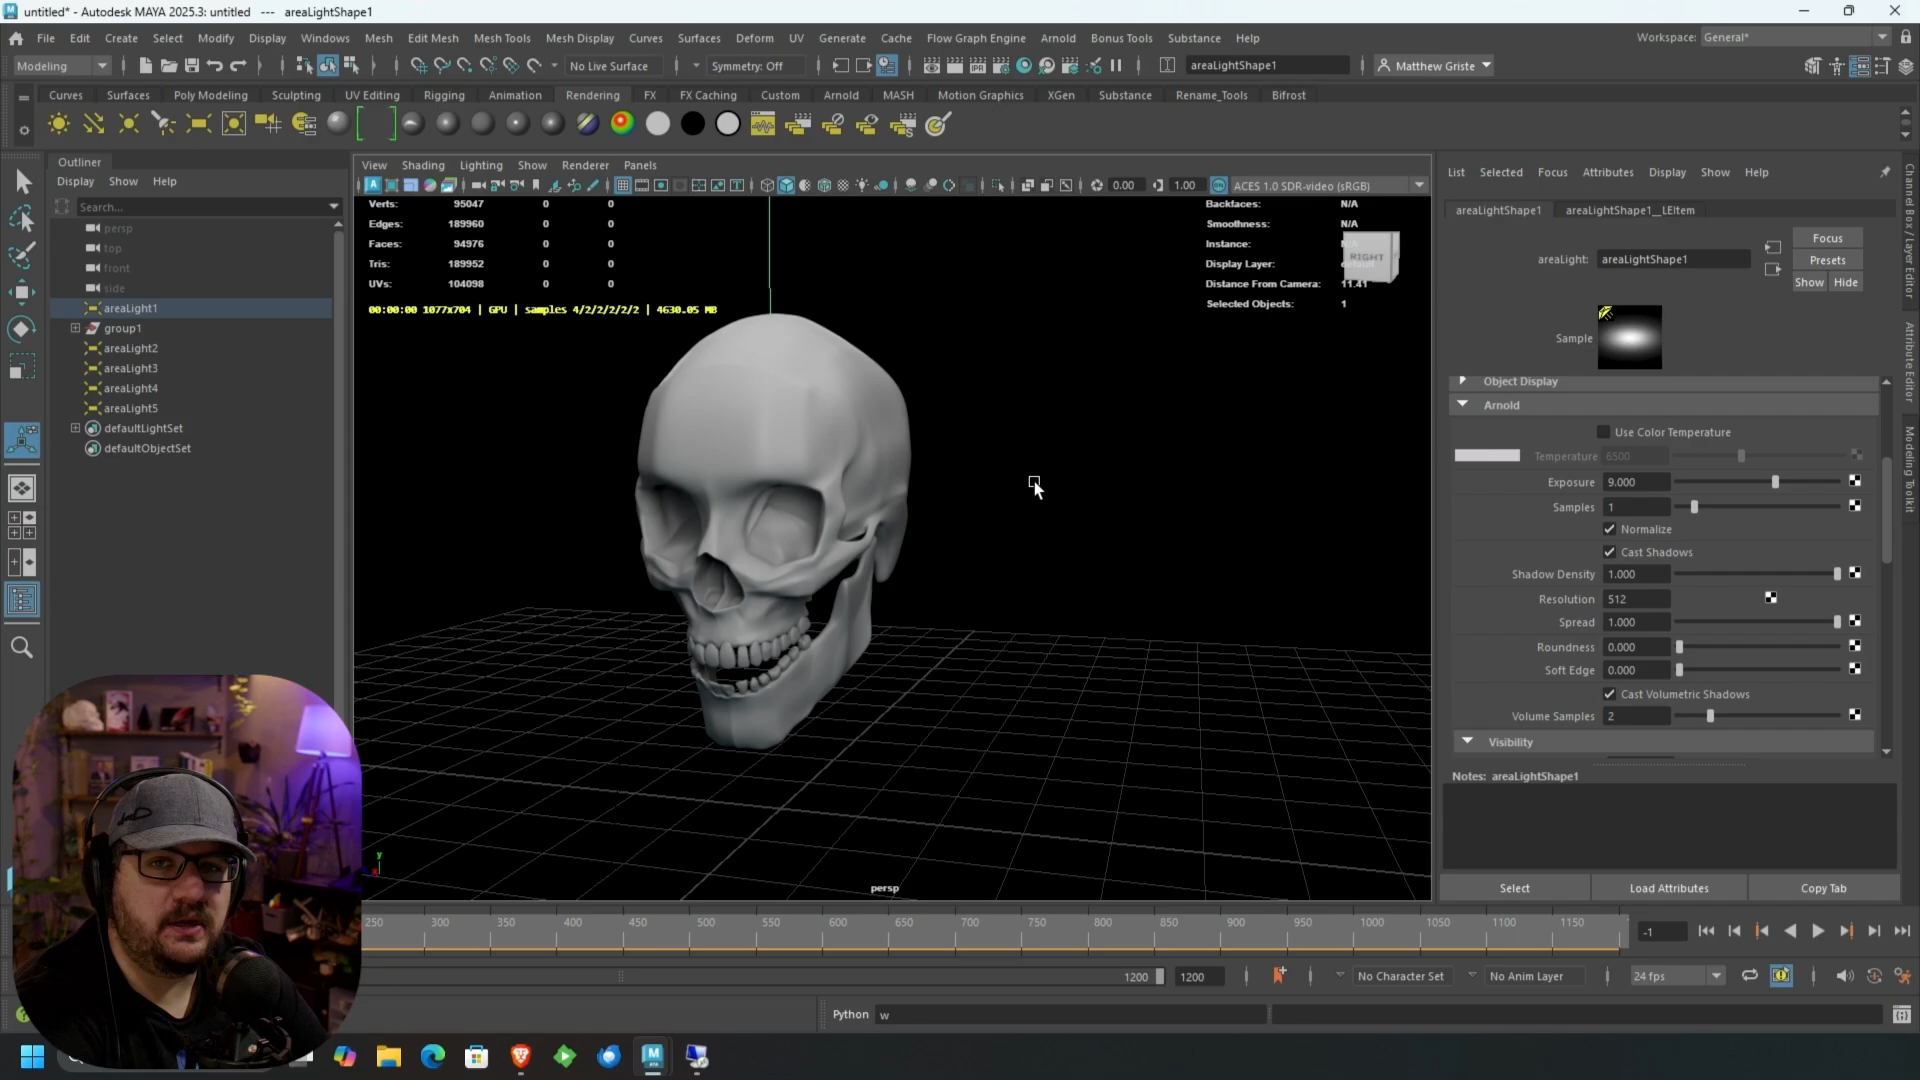 untitled* - Autodesk MAYA 2025.3: untitled   ---   areaLightShape1
File Edit Create Select Modify Display Windows Mesh Edit Mesh Mesh Tools Mesh Display Curves Surfaces Deform UV Generate Cache Flow Graph Engine Arnold Bonus Tools Substance Help
Workspace: General*
Modeling
No Live Surface
Symmetry: Off
areaLightShape1
Matthew Griste
Curves Surfaces Poly Modeling Sculpting UV Editing Rigging Animation Rendering FX FX Caching Custom Arnold MASH Motion Graphics XGen Substance Rename_Tools Bifrost
Outliner
Display Show Help
Search...
persp
top
front
side
areaLight1
group1
areaLight2
areaLight3
areaLight4
areaLight5
defaultLightSet
defaultObjectSet
View Shading Lighting Show Renderer Panels
0.00 1.00 ACES 1.0 SDR-video (sRGB)
Verts: 95047 0 0
Edges: 189960 0 0
Faces: 94976 0 0
Tris: 189952 0 0
UVs: 104098 0 0
00:00:00 1077x704 | GPU | samples 4/2/2/2/2/2 | 4630.05 MB
Backfaces: N/A
Smoothness: N/A
Instance:
Display Layer:
Distance From Camera: 11.41
Selected Objects: 1
RIGHT
y
x
persp
List Selected Focus Attributes Display Show Help
areaLightShape1 areaLightShape1__LEItem
areaLight: areaLightShape1
Focus
Presets
Show Hide
Sample
Object Display
Arnold
Use Color Temperature
Temperature 6500
Exposure 9.000
Samples 1
Normalize
Cast Shadows
Shadow Density 1.000
Resolution 512
Spread 1.000
Roundness 0.000
Soft Edge 0.000
Cast Volumetric Shadows
Volume Samples 2
Visibility
Notes: areaLightShape1
Select Load Attributes Copy Tab
Channel Box / Layer Editor
Attribute Editor
Modeling Toolkit
250 300 350 400 450 500 550 600 650 700 750 800 850 900 950 1000 1050 1100 1150
-1
1200 1200
No Character Set
No Anim Layer
24 fps
Python w